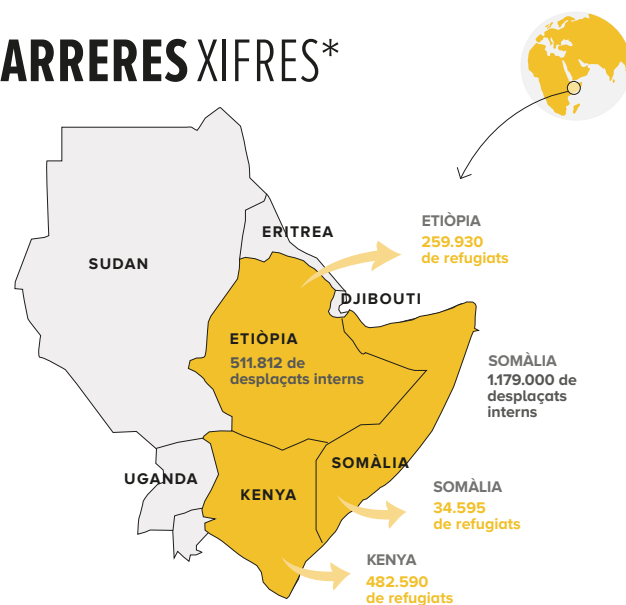 ARRERES XIFRES*
ETIÒPIA
259.930
de refugiats
ERITREA
SUDAN
DJIBOUTI
ETIÒPIA
511.812 de
desplaçats interns
SOMÀLIA
1.179.000 de
desplaçats
interns
SOMÀLIA
UGANDA
KENYA
SOMÀLIA
34.595
de refugiats
KENYA
482.590
de refugiats